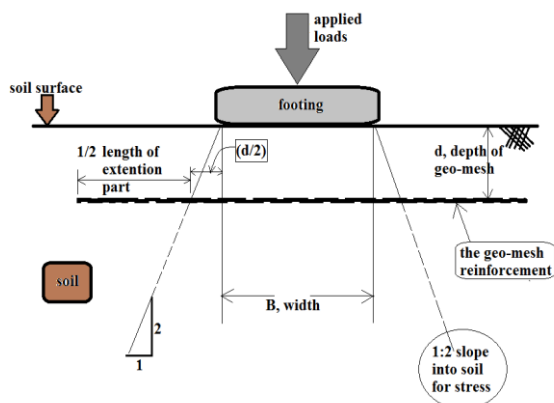 applied
loads
soil surface
footing
1/2 length of
extention
part
(d/2)
d, depth of
geo-mesh
the geo-mesh
reinforcement
soil
B, width
2
1
1:2 slope
into soil
for stress